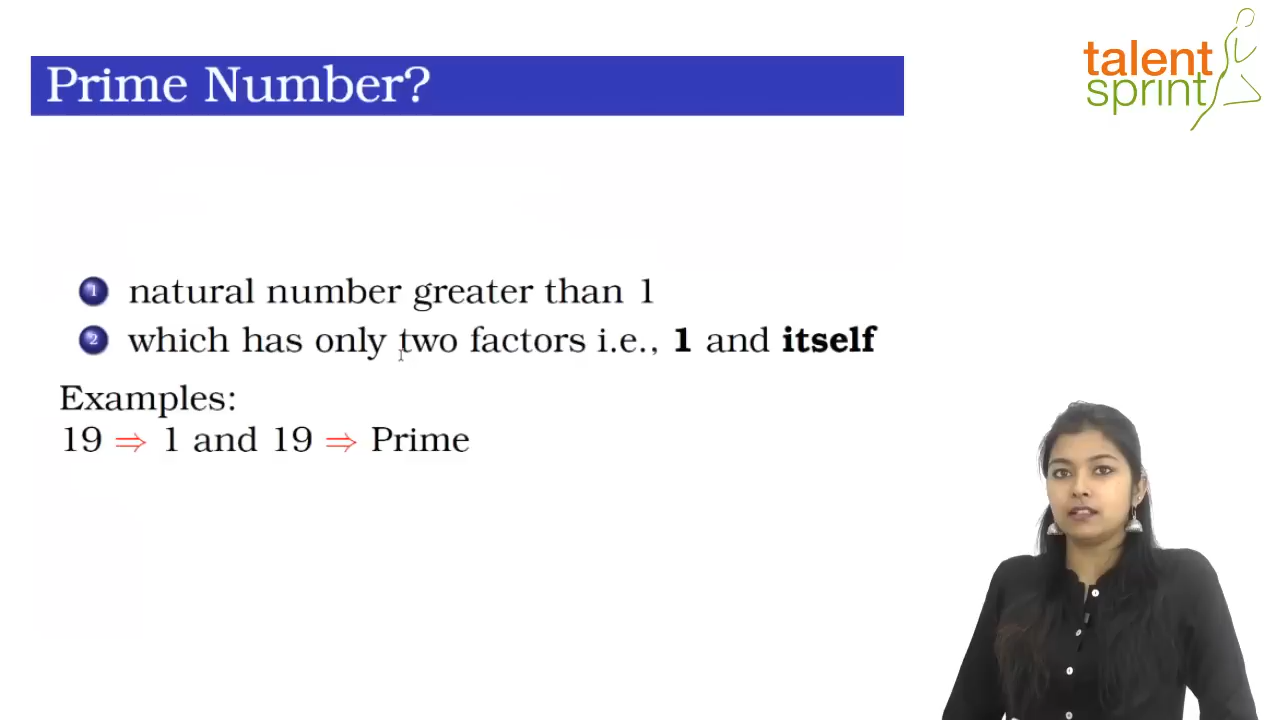 talent
sprint
Prime Number?
1 natural number greater than 1
2 which has only two factors i.e., 1 and itself
Examples:
19 ⇒ 1 and 19 ⇒ Prime